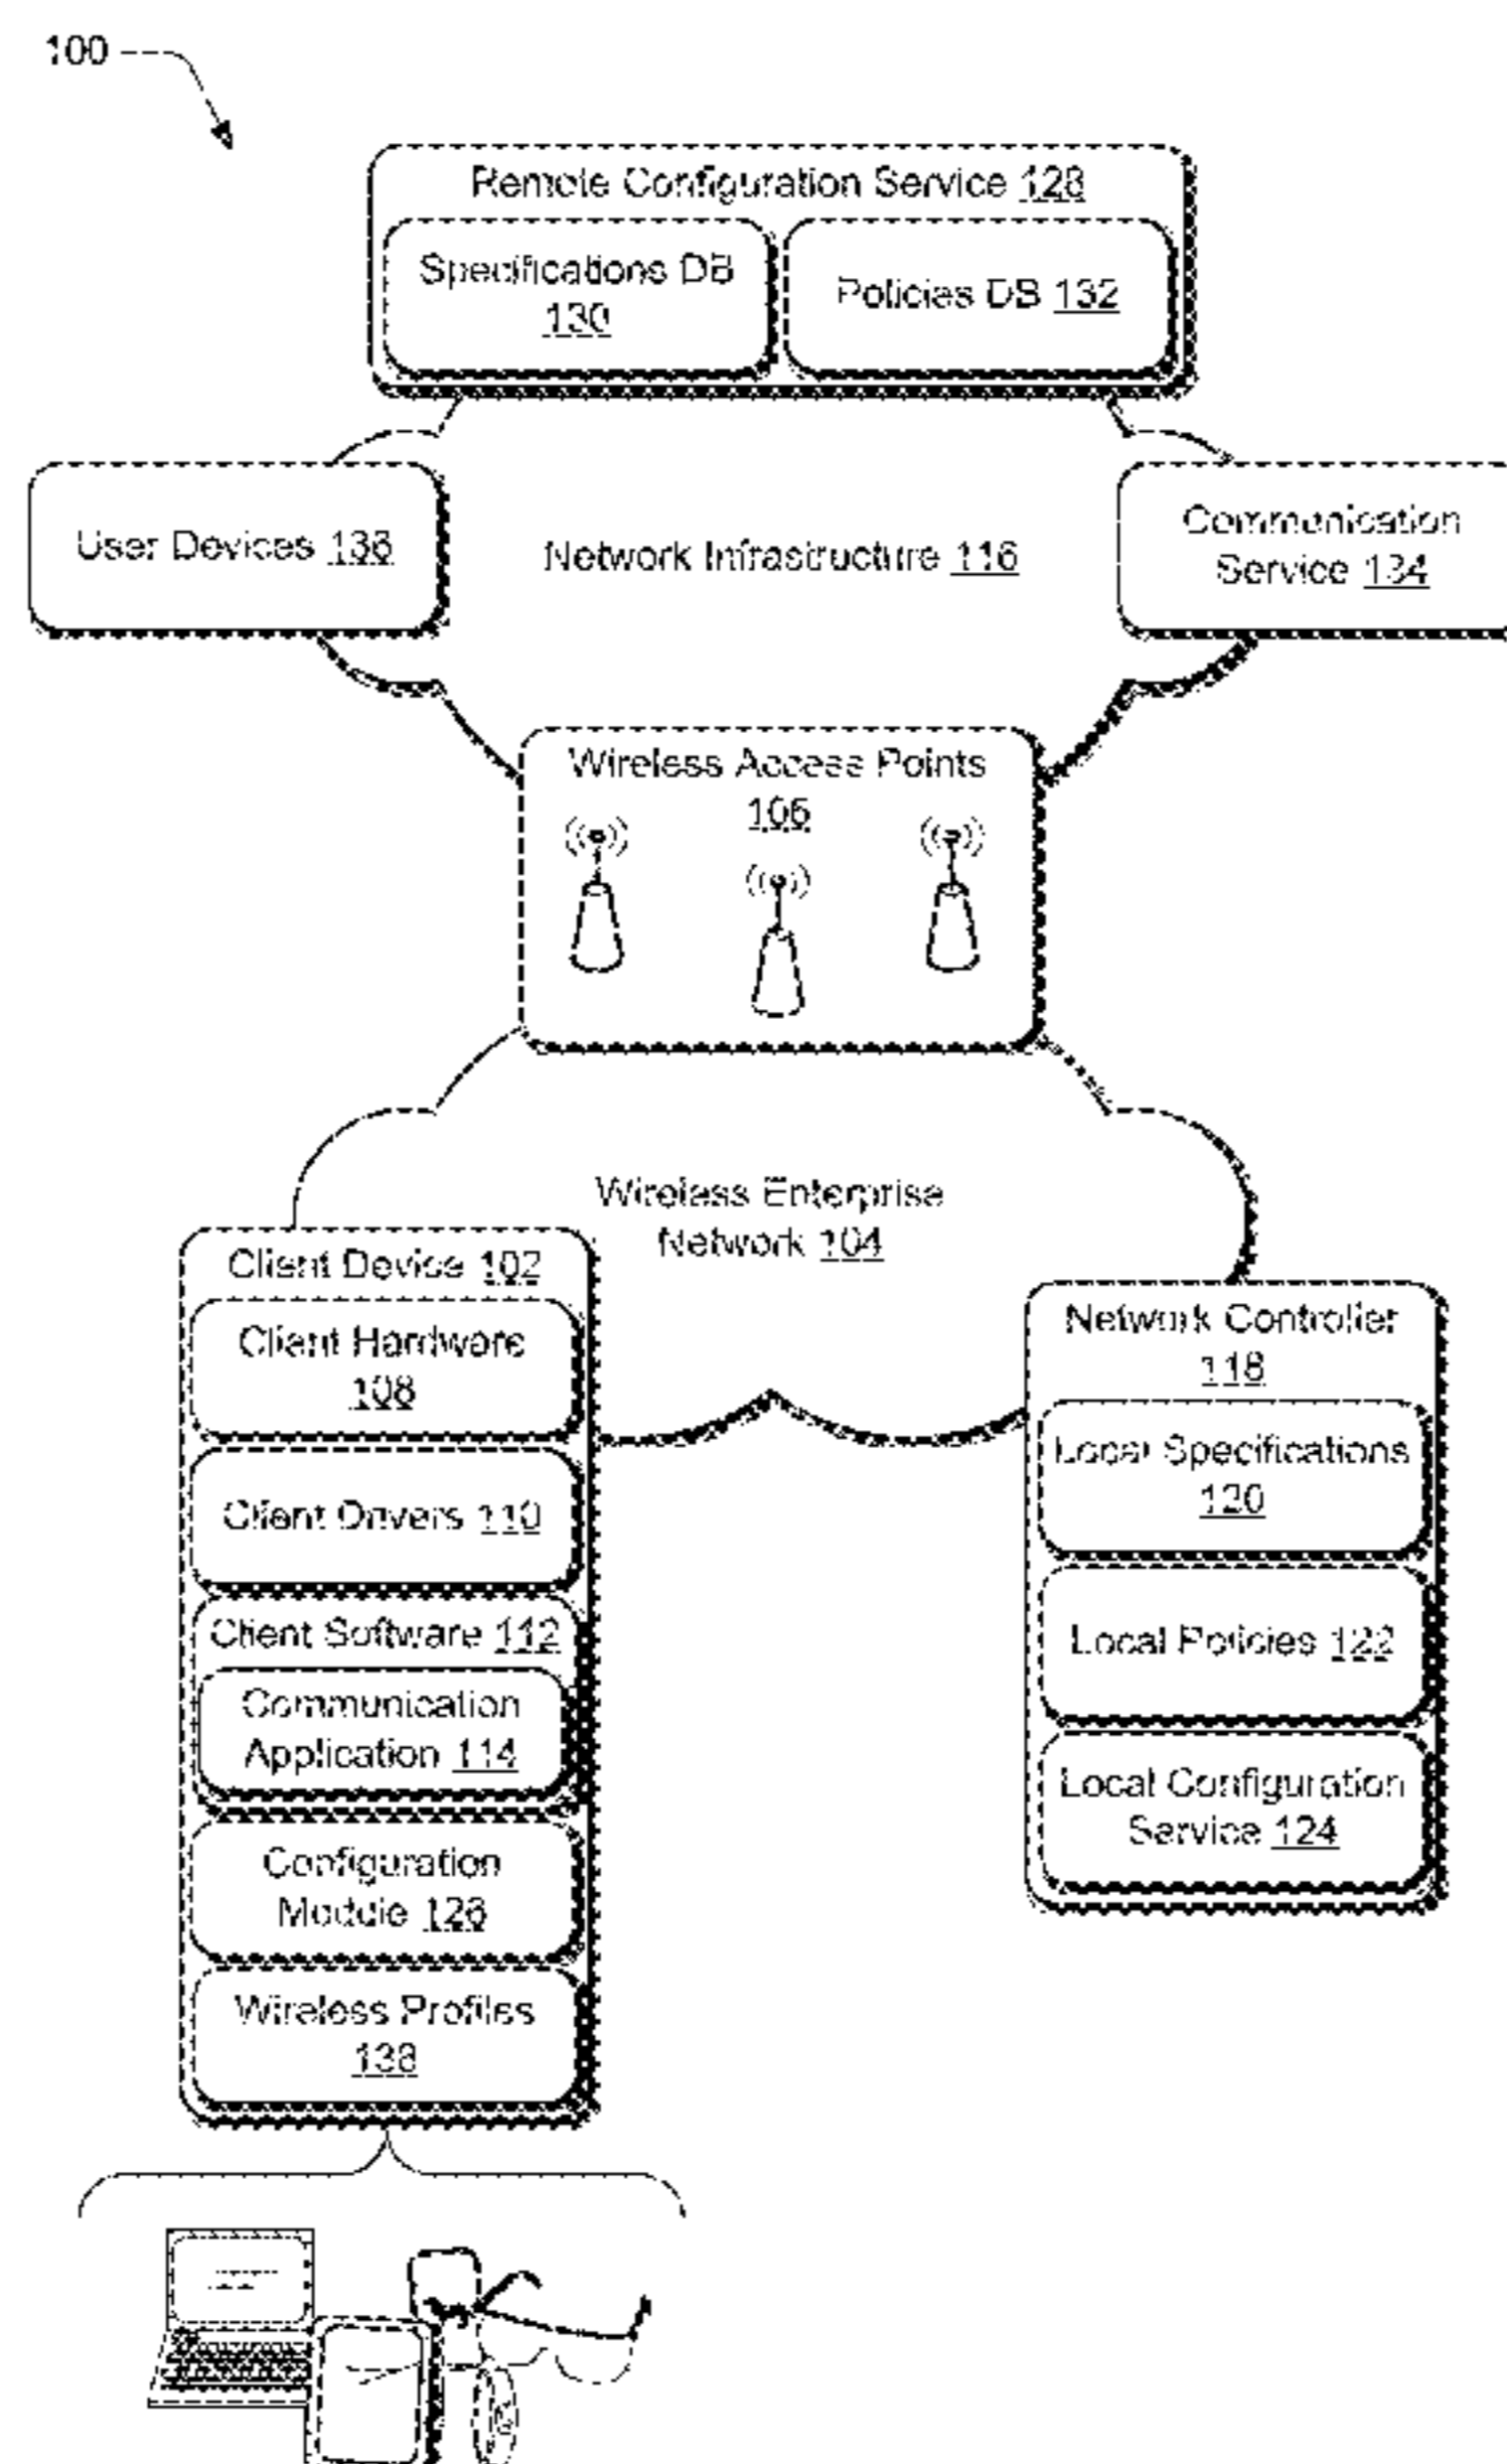 100
Remote Configuration Service 128
Specifications DB
130
Policies DB 132
User Devices 136
Network Infrastructure 116
Communication
Service 134
Wireless Access Points
106
Wireless Enterprise
Network 104
Client Device 102
Client Hardware
108
Client Drivers 110
Client Software 112
Communication
Application 114
Configuration
Module 126
Wireless Profiles
138
Network Controller
118
Local Specifications
120
Local Policies 122
Local Configuration
Service 124